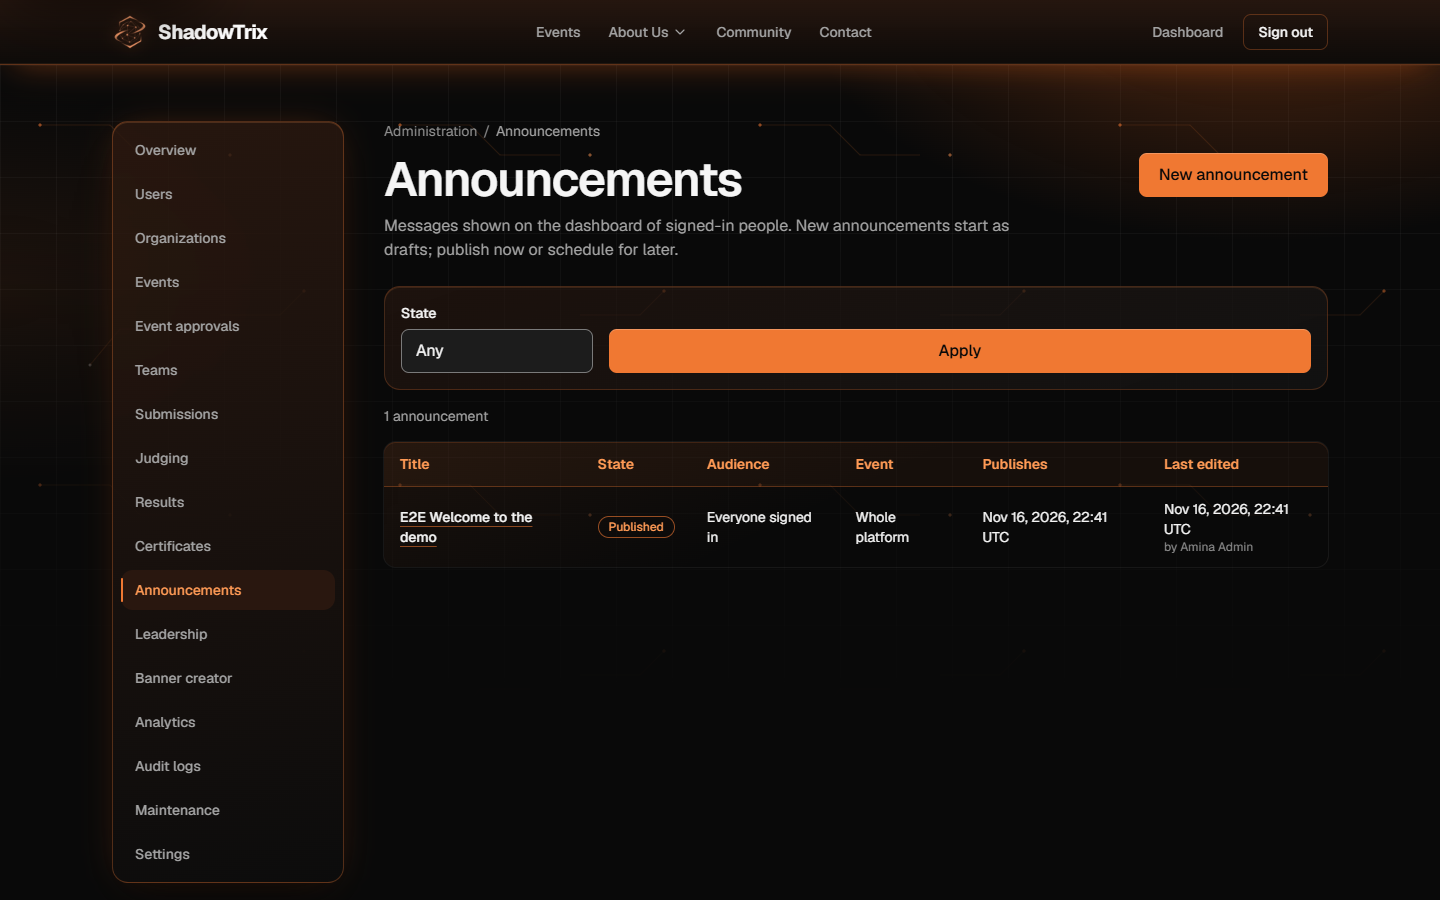 ShadowTrix
Events
About Us
Community
Contact
Dashboard
Sign out
Overview
Users
Organizations
Events
Event approvals
Teams
Submissions
Judging
Results
Certificates
Announcements
Leadership
Banner creator
Analytics
Audit logs
Maintenance
Settings
Administration / Announcements
Announcements
New announcement
Messages shown on the dashboard of signed-in people. New announcements start as
drafts; publish now or schedule for later.
State
Any
Apply
1 announcement
Title
State
Audience
Event
Publishes
Last edited
E2E Welcome to the
demo
Published
Everyone signed
in
Whole
platform
Nov 16, 2026, 22:41
UTC
Nov 16, 2026, 22:41
UTC
by Amina Admin